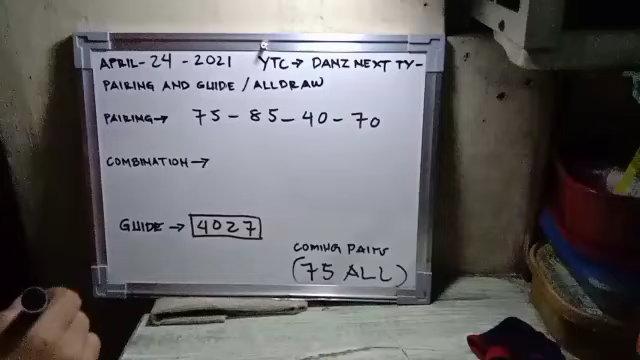 APRIL-24-2021 YTC→ DANZ NEXT TY-
PAIRING AND GUIDE/ALLDRAW
PAIRING→ 75-85-40-70
COMBINATION→
GUIDE→ 4027
COMING PAIRS
(75 ALL)